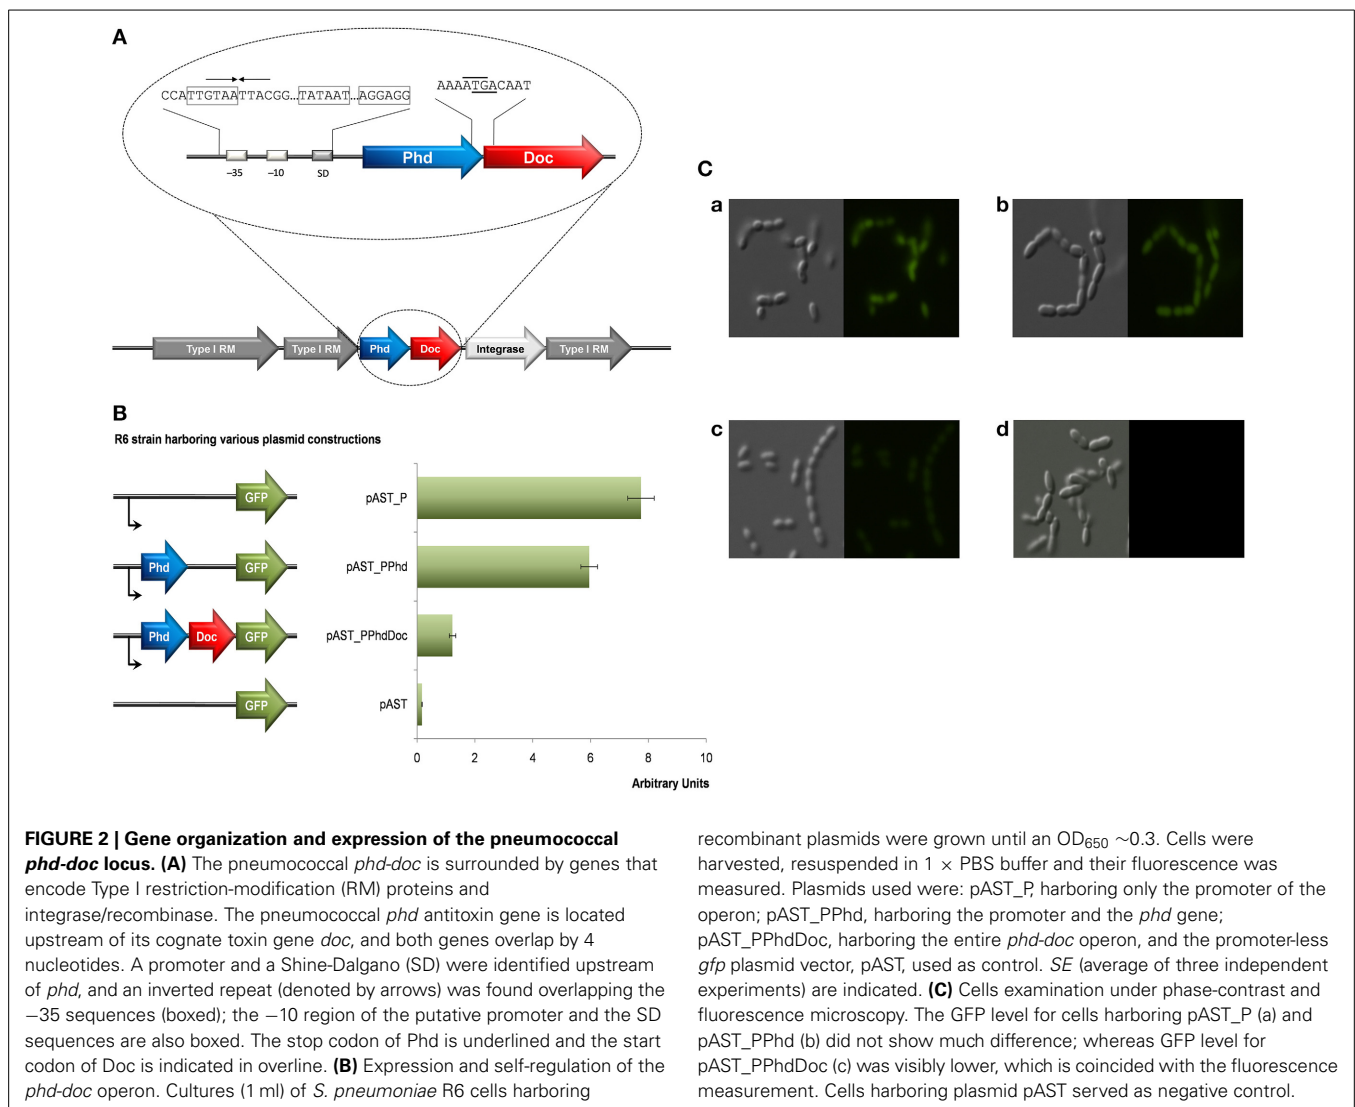 A
CCATTGTAATTACGG...TATAAT...AGGAGG
AAAATGACAAT
Phd
Doc
–35
–10
SD
Type I RM
Type I RM
Phd
Doc
Integrase
Type I RM
B
R6 strain harboring various plasmid constructions
GFP
pAST_P
Phd
GFP
pAST_PPhd
Phd
Doc
GFP
pAST_PPhdDoc
GFP
pAST
0 2 4 6 8 10
Arbitrary Units
C
a
b
c
d
FIGURE 2 | Gene organization and expression of the pneumococcal
phd-doc locus. (A) The pneumococcal phd-doc is surrounded by genes that
encode Type I restriction-modification (RM) proteins and
integrase/recombinase. The pneumococcal phd antitoxin gene is located
upstream of its cognate toxin gene doc, and both genes overlap by 4
nucleotides. A promoter and a Shine-Dalgano (SD) were identified upstream
of phd, and an inverted repeat (denoted by arrows) was found overlapping the
−35 sequences (boxed); the −10 region of the putative promoter and the SD
sequences are also boxed. The stop codon of Phd is underlined and the start
codon of Doc is indicated in overline. (B) Expression and self-regulation of the
phd-doc operon. Cultures (1 ml) of S. pneumoniae R6 cells harboring
recombinant plasmids were grown until an OD650 ∼0.3. Cells were
harvested, resuspended in 1 × PBS buffer and their fluorescence was
measured. Plasmids used were: pAST_P, harboring only the promoter of the
operon; pAST_PPhd, harboring the promoter and the phd gene;
pAST_PPhdDoc, harboring the entire phd-doc operon, and the promoter-less
gfp plasmid vector, pAST, used as control. SE (average of three independent
experiments) are indicated. (C) Cells examination under phase-contrast and
fluorescence microscopy. The GFP level for cells harboring pAST_P (a) and
pAST_PPhd (b) did not show much difference; whereas GFP level for
pAST_PPhdDoc (c) was visibly lower, which is coincided with the fluorescence
measurement. Cells harboring plasmid pAST served as negative control.